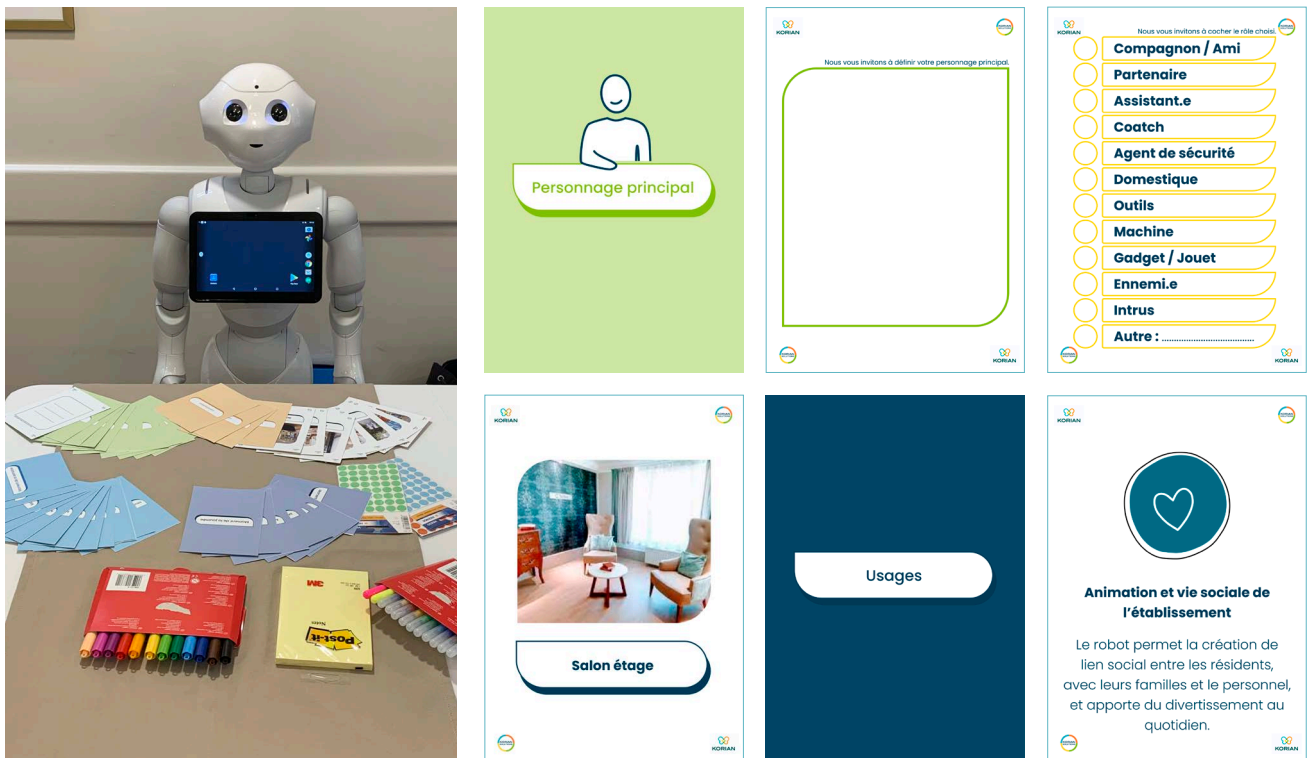 3M
Post-it
Notes
Personnage principal
KORIAN
Nous vous invitons à définir votre personnage principal.
KORIAN
KORIAN
Nous vous invitons à cocher le rôle choisi.
Compagnon / Ami
Partenaire
Assistant.e
Coatch
Agent de sécurité
Domestique
Outils
Machine
Gadget / Jouet
Ennemi.e
Intrus
Autre : ......................................
KORIAN
KORIAN
Salon étage
KORIAN
Usages
KORIAN
Animation et vie sociale de
l'établissement
Le robot permet la création de
lien social entre les résidents,
avec leurs familles et le personnel,
et apporte du divertissement au
quotidien.
KORIAN